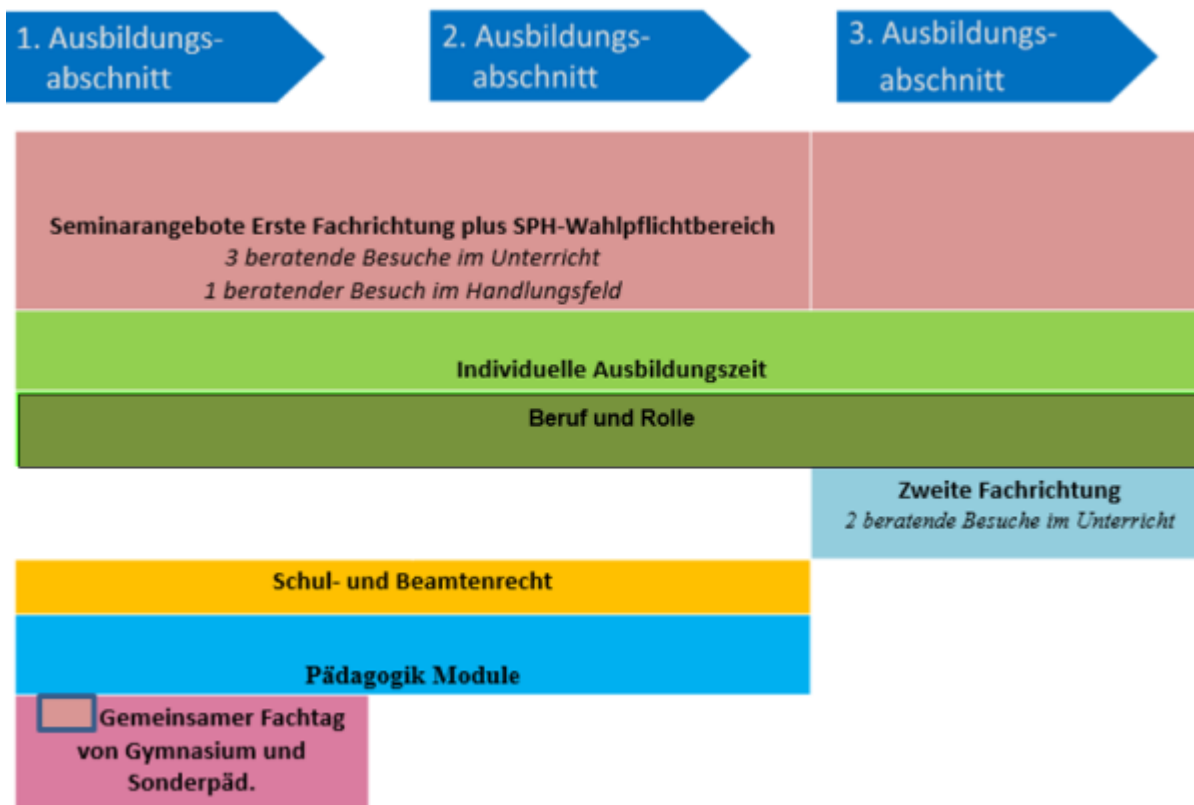 1. Ausbildungs-
abschnitt
2. Ausbildungs-
abschnitt
3. Ausbildungs-
abschnitt
Seminarangebote Erste Fachrichtung plus SPH-Wahlpflichtbereich
3 beratende Besuche im Unterricht
1 beratender Besuch im Handlungsfeld
Individuelle Ausbildungszeit
Beruf und Rolle
Zweite Fachrichtung
2 beratende Besuche im Unterricht
Schul- und Beamtenrecht
Pädagogik Module
Gemeinsamer Fachtag
von Gymnasium und
Sonderpäd.